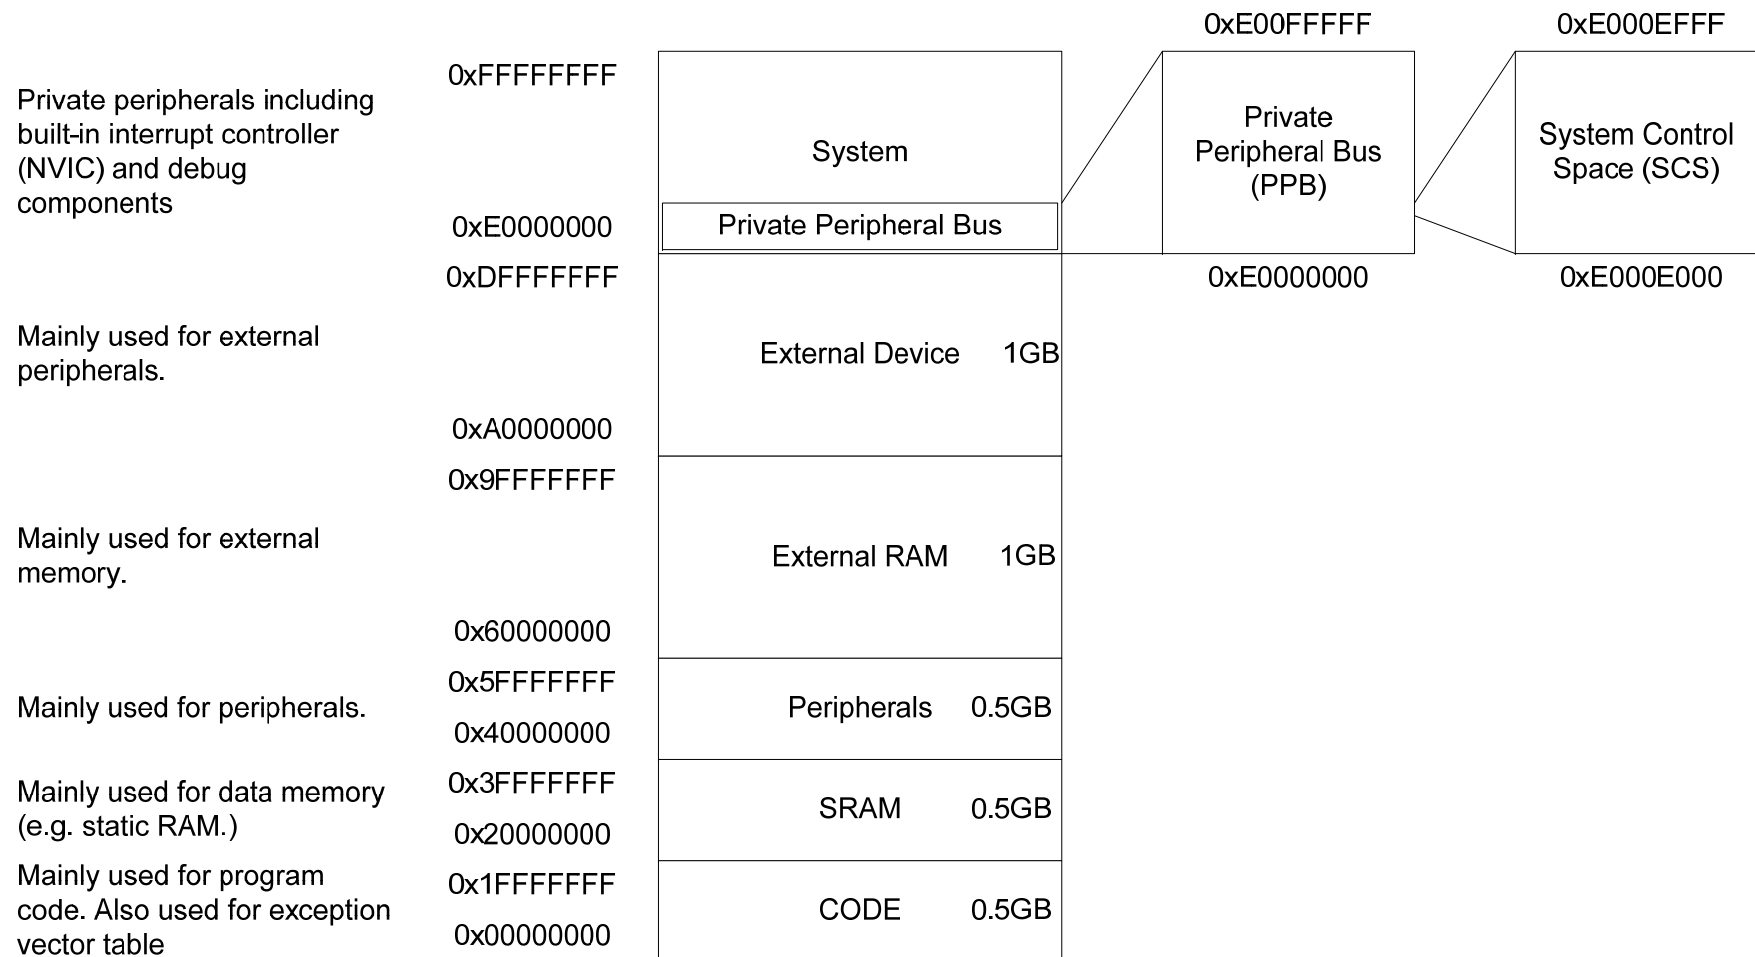 0xE00FFFFF
0xE000EFFF
0xFFFFFFFF
Private peripherals including
built-in interrupt controller
(NVIC) and debug
components
System
Private
Peripheral Bus
(PPB)
System Control
Space (SCS)
0xE0000000
Private Peripheral Bus
0xDFFFFFFF
0xE0000000
0xE000E000
Mainly used for external
peripherals.
External Device 1GB
0xA0000000
0x9FFFFFFF
Mainly used for external
memory.
External RAM 1GB
0x60000000
0x5FFFFFFF
Mainly used for peripherals.
Peripherals 0.5GB
0x40000000
0x3FFFFFFF
Mainly used for data memory
(e.g. static RAM.)
SRAM 0.5GB
0x20000000
Mainly used for program
code. Also used for exception
vector table
0x1FFFFFFF
CODE 0.5GB
0x00000000